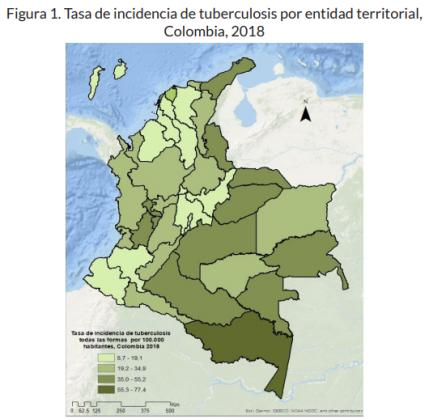 Figura 1. Tasa de incidencia de tuberculosis por entidad territorial,
Colombia, 2018
N
Tasa de incidencia de tuberculosis
todas las formas por 100.000
habitantes, Colombia 2018
8.7 - 19.1
19.2 - 34.9
35.0 - 55.2
55.3 - 77.4
Km
0 62.5 125 250 375 500